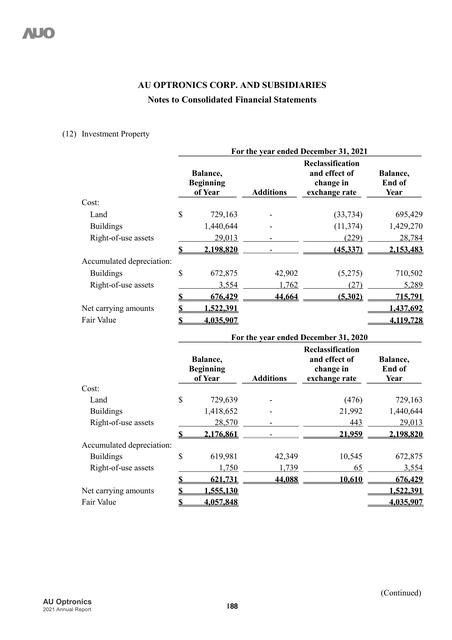 AUO
AU OPTRONICS CORP. AND SUBSIDIARIES
Notes to Consolidated Financial Statements
(12) Investment Property
For the year ended December 31, 2021
Balance, Beginning of Year Additions Reclassification and effect of change in exchange rate Balance, End of Year
Cost:
Land $ 729,163 - (33,734) 695,429
Buildings 1,440,644 - (11,374) 1,429,270
Right-of-use assets 29,013 - (229) 28,784
$ 2,198,820 - (45,337) 2,153,483
Accumulated depreciation:
Buildings $ 672,875 42,902 (5,275) 710,502
Right-of-use assets 3,554 1,762 (27) 5,289
$ 676,429 44,664 (5,302) 715,791
Net carrying amounts $ 1,522,391 1,437,692
Fair Value $ 4,035,907 4,119,728
For the year ended December 31, 2020
Balance, Beginning of Year Additions Reclassification and effect of change in exchange rate Balance, End of Year
Cost:
Land $ 729,639 - (476) 729,163
Buildings 1,418,652 - 21,992 1,440,644
Right-of-use assets 28,570 - 443 29,013
$ 2,176,861 - 21,959 2,198,820
Accumulated depreciation:
Buildings $ 619,981 42,349 10,545 672,875
Right-of-use assets 1,750 1,739 65 3,554
$ 621,731 44,088 10,610 676,429
Net carrying amounts $ 1,555,130 1,522,391
Fair Value $ 4,057,848 4,035,907
(Continued)
AU Optronics
2021 Annual Report
188